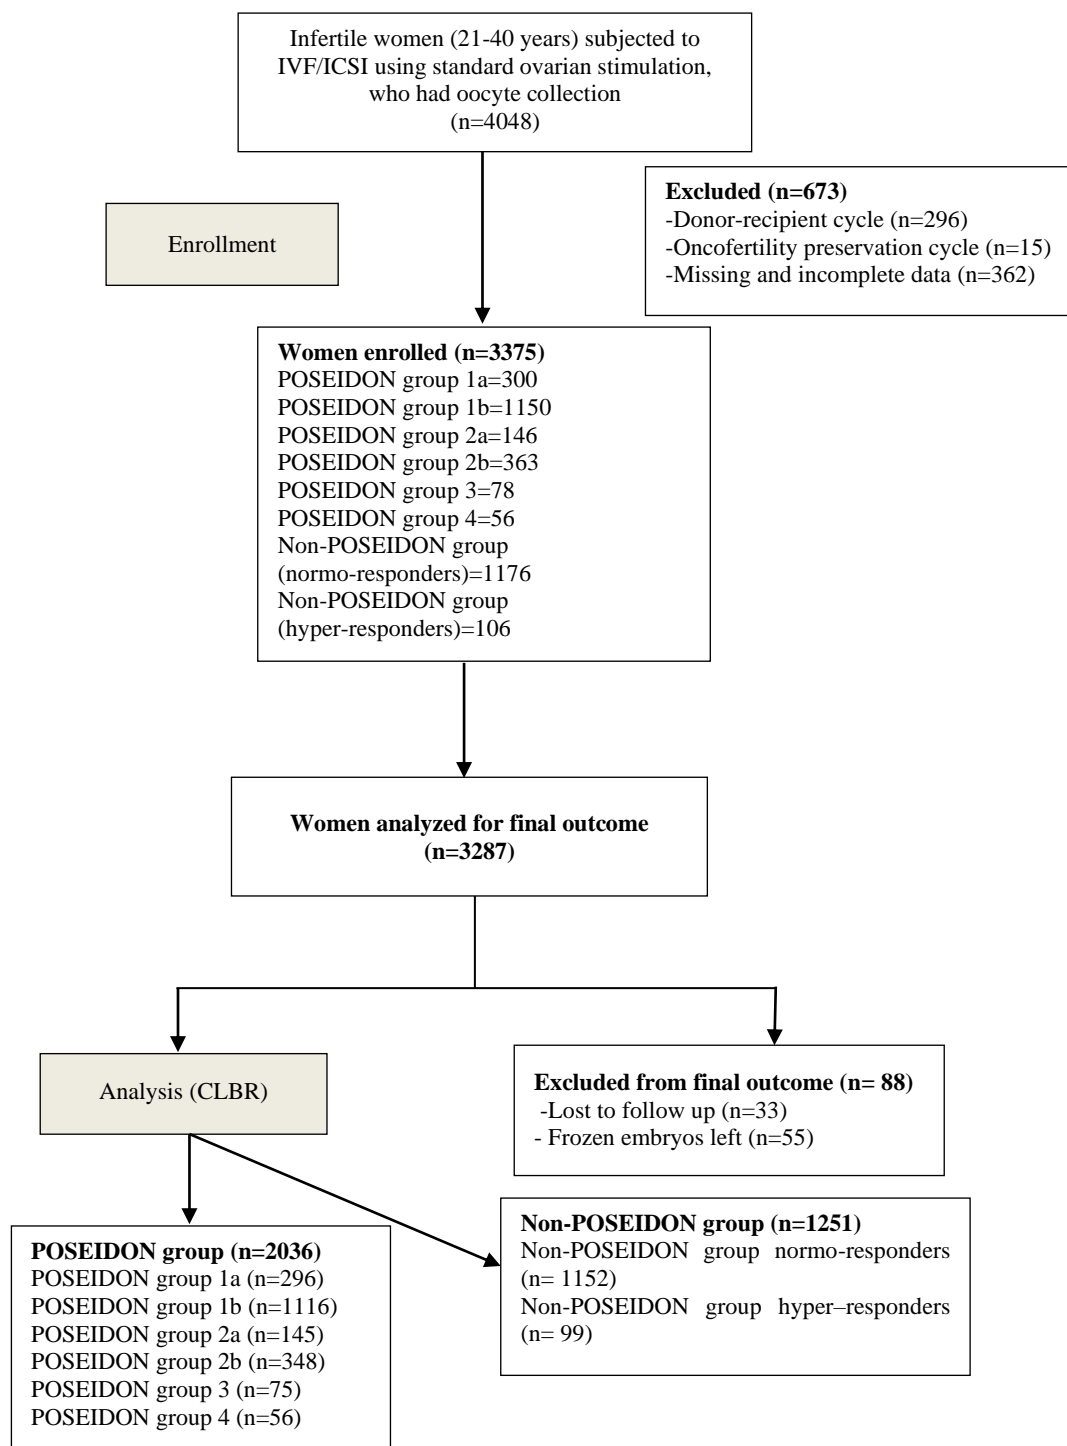 Infertile women (21-40 years) subjected to
IVF/ICSI using standard ovarian stimulation,
who had oocyte collection
(n=4048)
Excluded (n=673)
-Donor-recipient cycle (n=296)
-Oncofertility preservation cycle (n=15)
-Missing and incomplete data (n=362)
Enrollment
Women enrolled (n=3375)
POSEIDON group 1a=300
POSEIDON group 1b=1150
POSEIDON group 2a=146
POSEIDON group 2b=363
POSEIDON group 3=78
POSEIDON group 4=56
Non-POSEIDON group
(normo-responders)=1176
Non-POSEIDON group
(hyper-responders)=106
Women analyzed for final outcome
(n=3287)
Analysis (CLBR)
Excluded from final outcome (n= 88)
-Lost to follow up (n=33)
- Frozen embryos left (n=55)
POSEIDON group (n=2036)
POSEIDON group 1a (n=296)
POSEIDON group 1b (n=1116)
POSEIDON group 2a (n=145)
POSEIDON group 2b (n=348)
POSEIDON group 3 (n=75)
POSEIDON group 4 (n=56)
Non-POSEIDON group (n=1251)
Non-POSEIDON group normo-responders
(n= 1152)
Non-POSEIDON group hyper–responders
(n= 99)